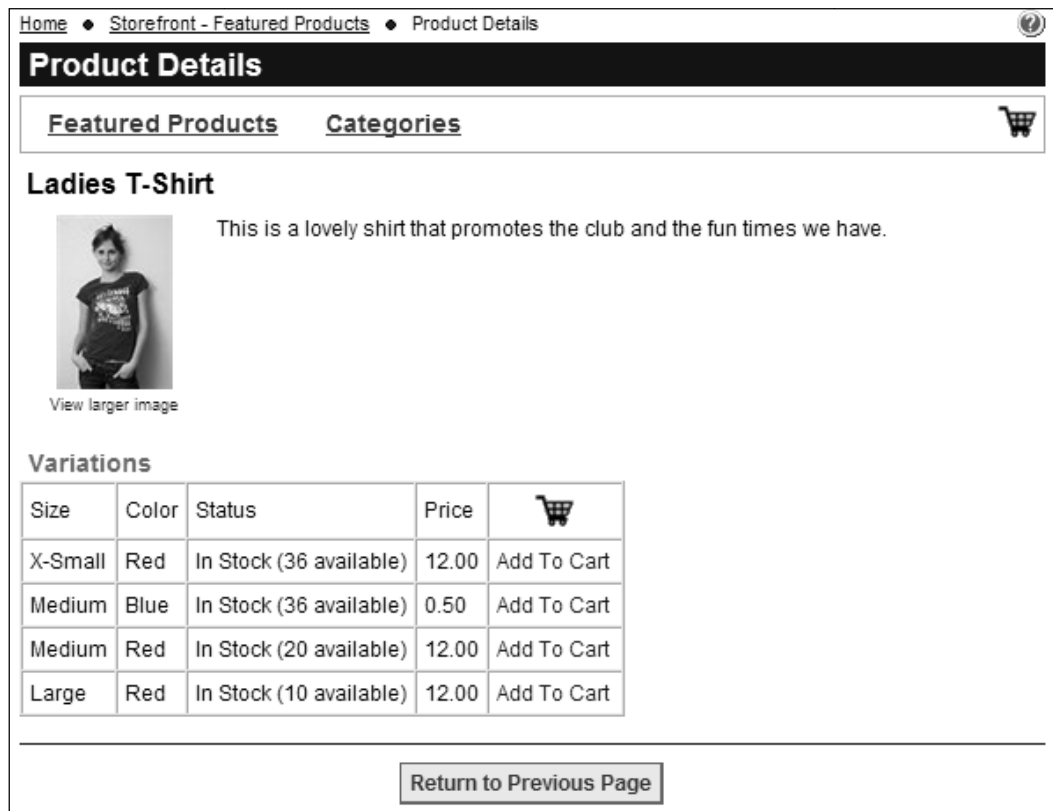 Home • Storefront - Featured Products • Product Details ?
Product Details
Featured Products Categories
Ladies T-Shirt
This is a lovely shirt that promotes the club and the fun times we have.
View larger image
Variations
Size Color Status Price
X-Small Red In Stock (36 available) 12.00 Add To Cart
Medium Blue In Stock (36 available) 0.50 Add To Cart
Medium Red In Stock (20 available) 12.00 Add To Cart
Large Red In Stock (10 available) 12.00 Add To Cart
Return to Previous Page